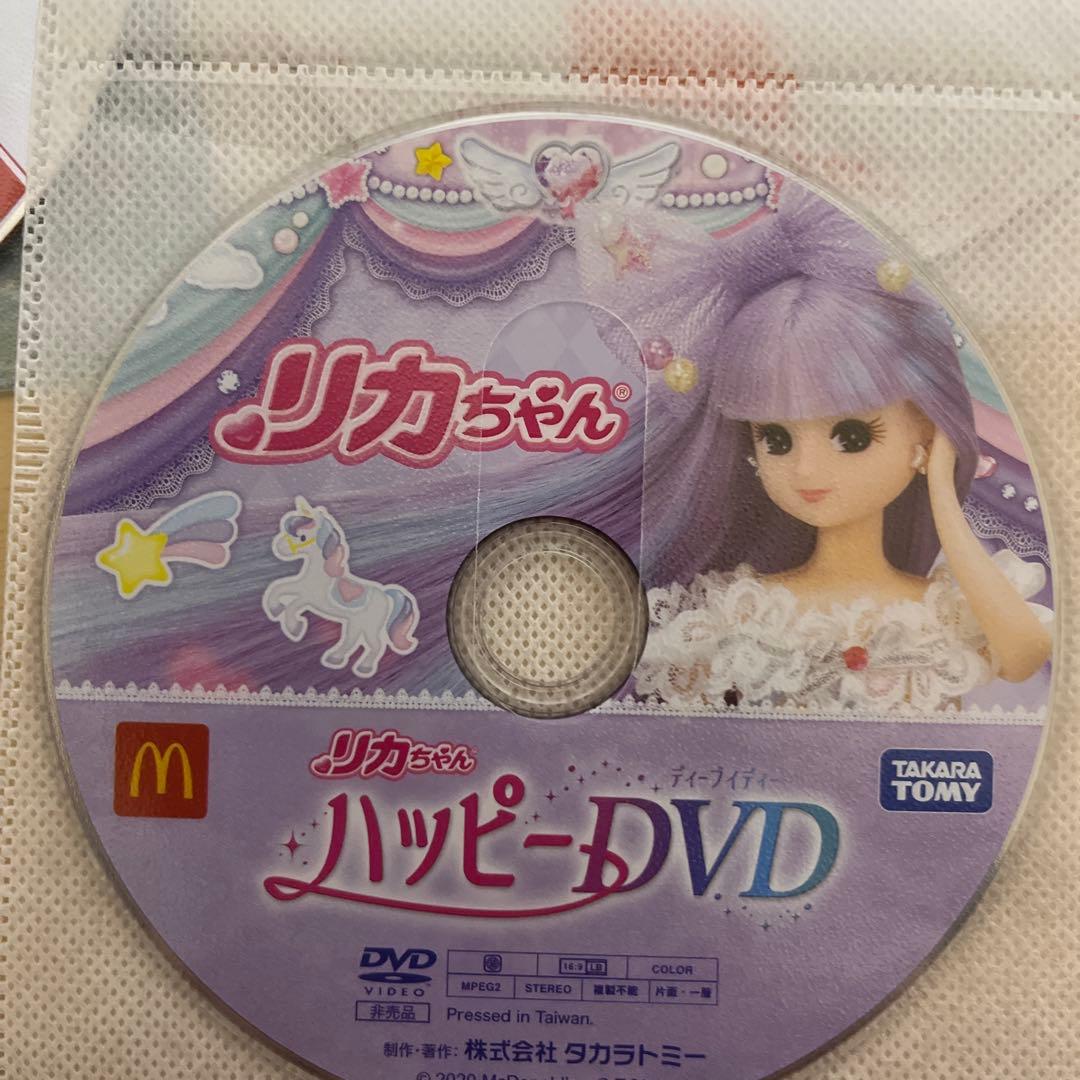 リカちゃん®
リカちゃん
ディーブイディー
ハッピーDVD
TAKARA
TOMY
DVD
VIDEO
16:9 LB
COLOR
MPEG2
STEREO
複製不能
片面・一層
非売品
Pressed in Taiwan.
制作・著作：株式会社 タカラトミー
© 2020